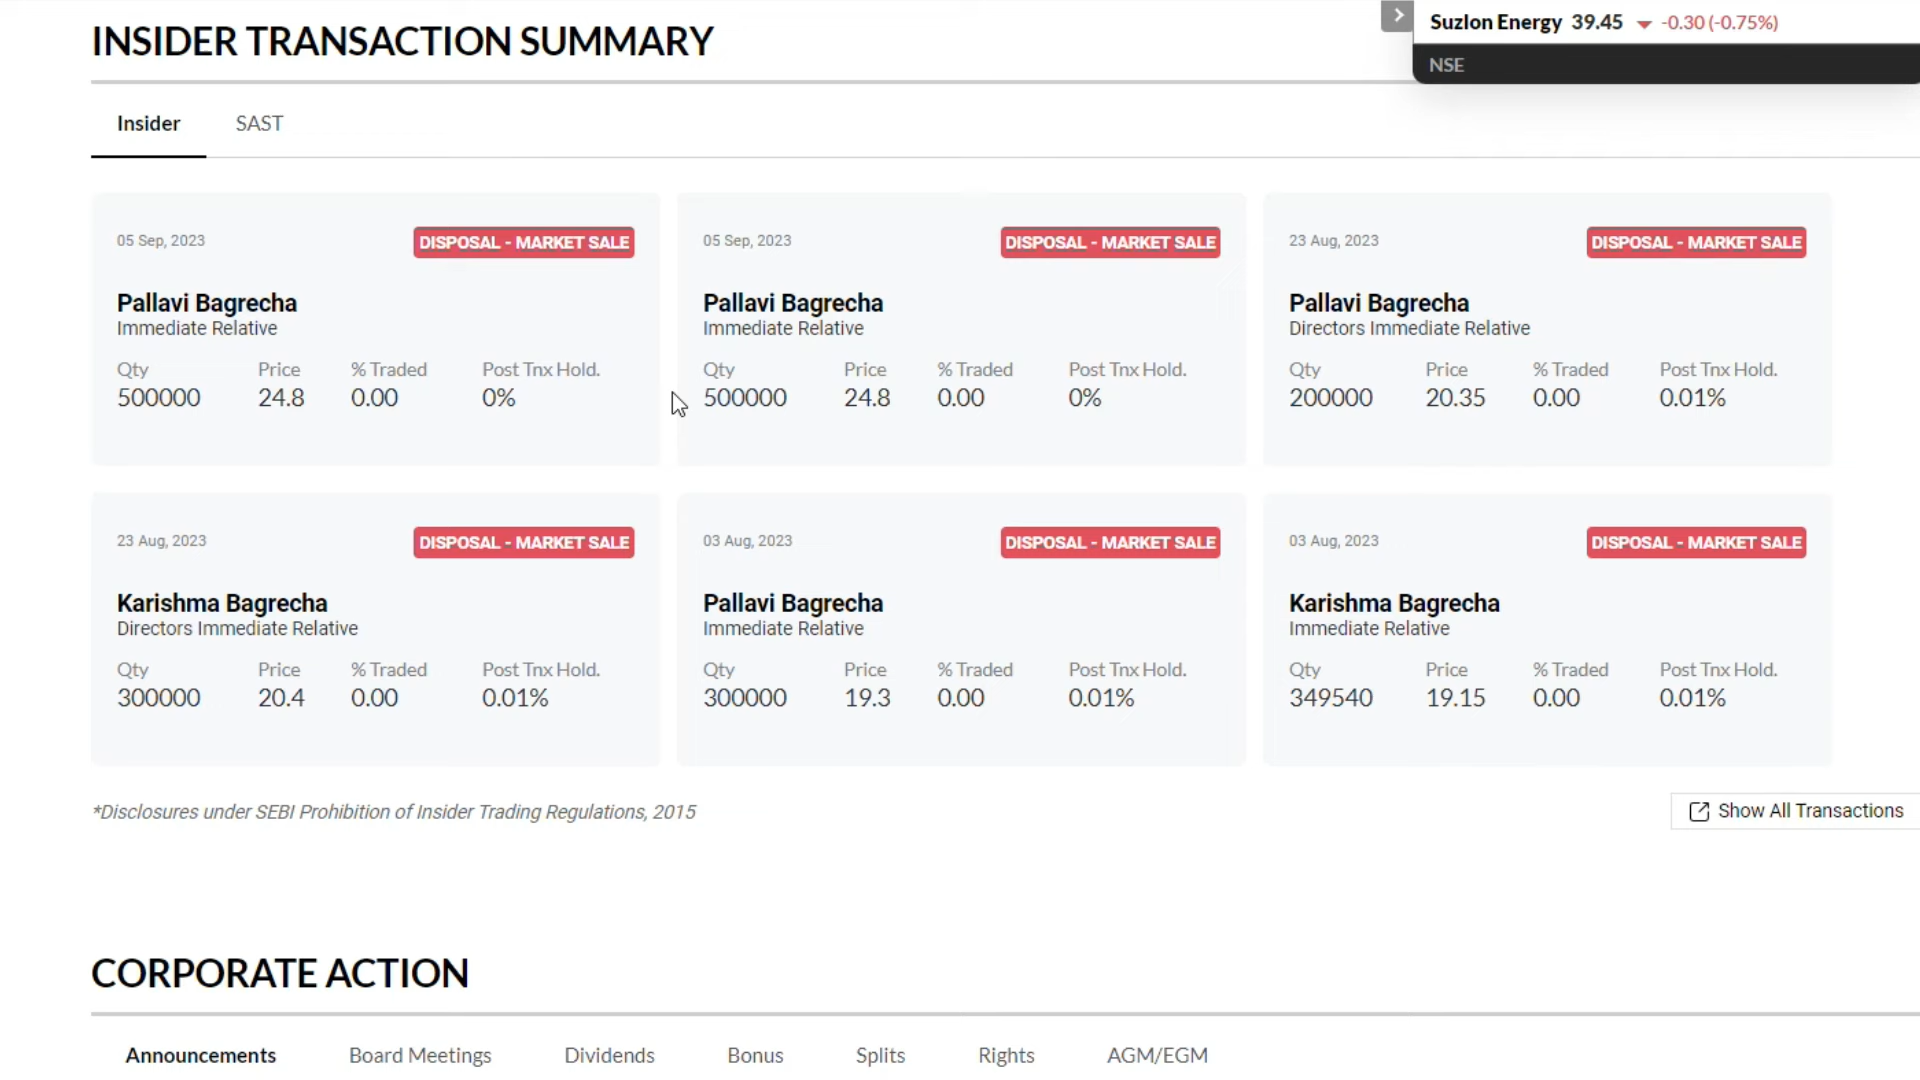 INSIDER TRANSACTION SUMMARY
Suzlon Energy 39.45 -0.30 (-0.75%)
NSE
Insider SAST
05 Sep, 2023 DISPOSAL - MARKET SALE
Pallavi Bagrecha
Immediate Relative
Qty Price % Traded Post Tnx Hold.
500000 24.8 0.00 0%
05 Sep, 2023 DISPOSAL - MARKET SALE
Pallavi Bagrecha
Immediate Relative
Qty Price % Traded Post Tnx Hold.
500000 24.8 0.00 0%
23 Aug, 2023 DISPOSAL - MARKET SALE
Pallavi Bagrecha
Directors Immediate Relative
Qty Price % Traded Post Tnx Hold.
200000 20.35 0.00 0.01%
23 Aug, 2023 DISPOSAL - MARKET SALE
Karishma Bagrecha
Directors Immediate Relative
Qty Price % Traded Post Tnx Hold.
300000 20.4 0.00 0.01%
03 Aug, 2023 DISPOSAL - MARKET SALE
Pallavi Bagrecha
Immediate Relative
Qty Price % Traded Post Tnx Hold.
300000 19.3 0.00 0.01%
03 Aug, 2023 DISPOSAL - MARKET SALE
Karishma Bagrecha
Immediate Relative
Qty Price % Traded Post Tnx Hold.
349540 19.15 0.00 0.01%
*Disclosures under SEBI Prohibition of Insider Trading Regulations, 2015
Show All Transactions
CORPORATE ACTION
Announcements Board Meetings Dividends Bonus Splits Rights AGM/EGM